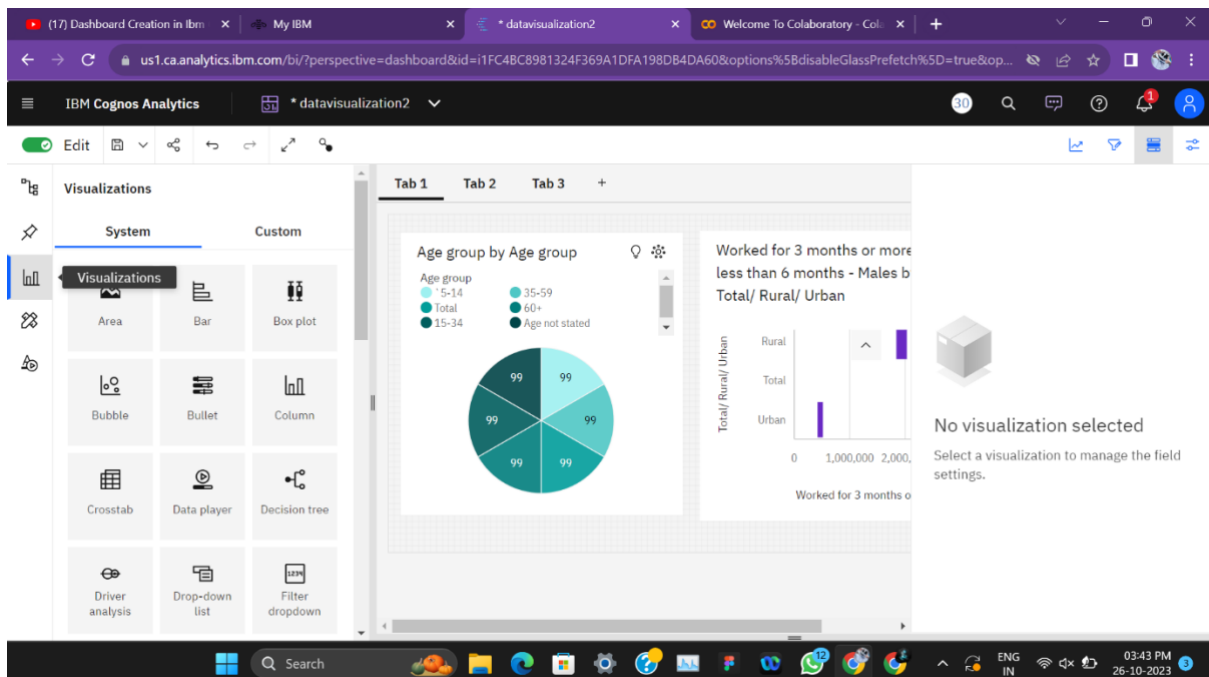 (17) Dashboard Creation in Ibm
My IBM
* datavisualization2
Welcome To Colaboratory - Cola
us1.ca.analytics.ibm.com/bi/?perspective=dashboard&id=i1FC4BC8981324F369A1DFA198DB4DA60&options%5BdisableGlassPrefetch%5D=true&op...
IBM Cognos Analytics
* datavisualization2
30
1
Edit
Visualizations
System Custom
Visualizations
Area Bar Box plot
Bubble Bullet Column
Crosstab Data player Decision tree
Driver analysis
Drop-down list
1234
Filter dropdown
Tab 1 Tab 2 Tab 3 +
Age group by Age group
Age group
`5-14 35-59
Total 60+
15-34 Age not stated
99 99
99 99
99 99
Worked for 3 months or more
less than 6 months - Males b
Total/ Rural/ Urban
Total/ Rural/ Urban
Rural
Total
Urban
0 1,000,000 2,000,
Worked for 3 months o
No visualization selected
Select a visualization to manage the field
settings.
Search
12
ENG
IN
03:43 PM
26-10-2023
3